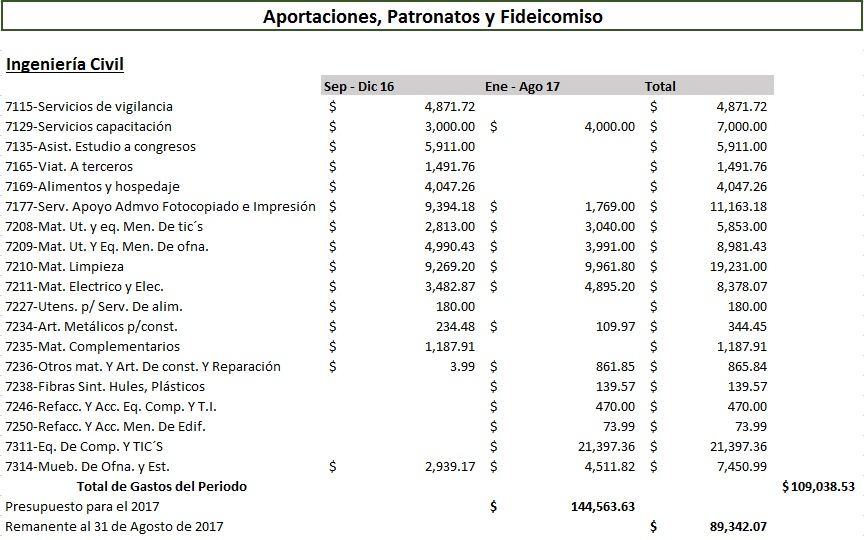 Aportaciones, Patronatos y Fideicomiso
Ingeniería Civil
Sep - Dic 16 Ene - Ago 17 Total
7115-Servicios de vigilancia $ 4,871.72 $ 4,871.72
7129-Servicios capacitación $ 3,000.00 $ 4,000.00 $ 7,000.00
7135-Asist. Estudio a congresos $ 5,911.00 $ 5,911.00
7165-Viat. A terceros $ 1,491.76 $ 1,491.76
7169-Alimentos y hospedaje $ 4,047.26 $ 4,047.26
7177-Serv. Apoyo Admvo Fotocopiado e Impresión $ 9,394.18 $ 1,769.00 $ 11,163.18
7208-Mat. Ut. y eq. Men. De tic´s $ 2,813.00 $ 3,040.00 $ 5,853.00
7209-Mat. Ut. Y Eq. Men. De ofna. $ 4,990.43 $ 3,991.00 $ 8,981.43
7210-Mat. Limpieza $ 9,269.20 $ 9,961.80 $ 19,231.00
7211-Mat. Electrico y Elec. $ 3,482.87 $ 4,895.20 $ 8,378.07
7227-Utens. p/ Serv. De alim. $ 180.00 $ 180.00
7234-Art. Metálicos p/const. $ 234.48 $ 109.97 $ 344.45
7235-Mat. Complementarios $ 1,187.91 $ 1,187.91
7236-Otros mat. Y Art. De const. Y Reparación $ 3.99 $ 861.85 $ 865.84
7238-Fibras Sint. Hules, Plásticos $ 139.57 $ 139.57
7246-Refacc. Y Acc. Eq. Comp. Y T.I. $ 470.00 $ 470.00
7250-Refacc. Y Acc. Men. De Edif. $ 73.99 $ 73.99
7311-Eq. De Comp. Y TIC´S $ 21,397.36 $ 21,397.36
7314-Mueb. De Ofna. y Est. $ 2,939.17 $ 4,511.82 $ 7,450.99
Total de Gastos del Periodo $109,038.53
Presupuesto para el 2017 $ 144,563.63
Remanente al 31 de Agosto de 2017 $ 89,342.07